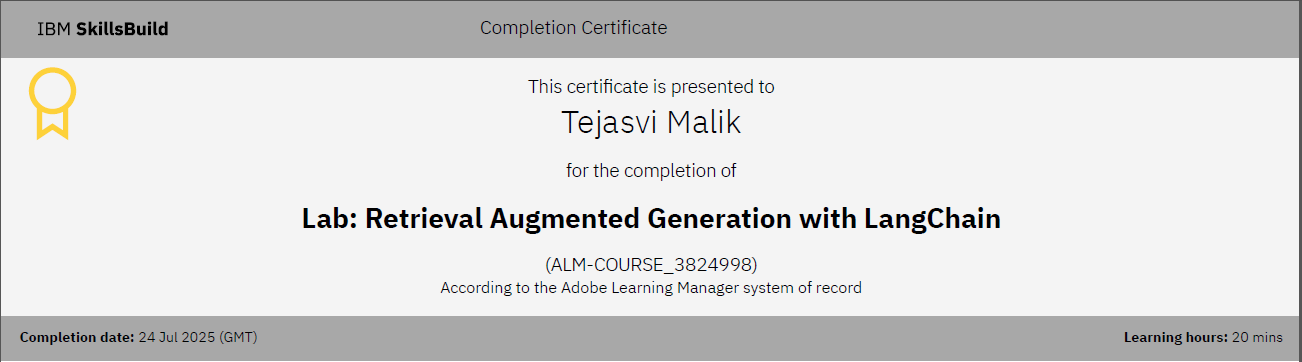 IBM SkillsBuild
Completion Certificate
This certificate is presented to
Tejasvi Malik
for the completion of
Lab: Retrieval Augmented Generation with LangChain
(ALM-COURSE_3824998)
According to the Adobe Learning Manager system of record
Completion date: 24 Jul 2025 (GMT)
Learning hours: 20 mins